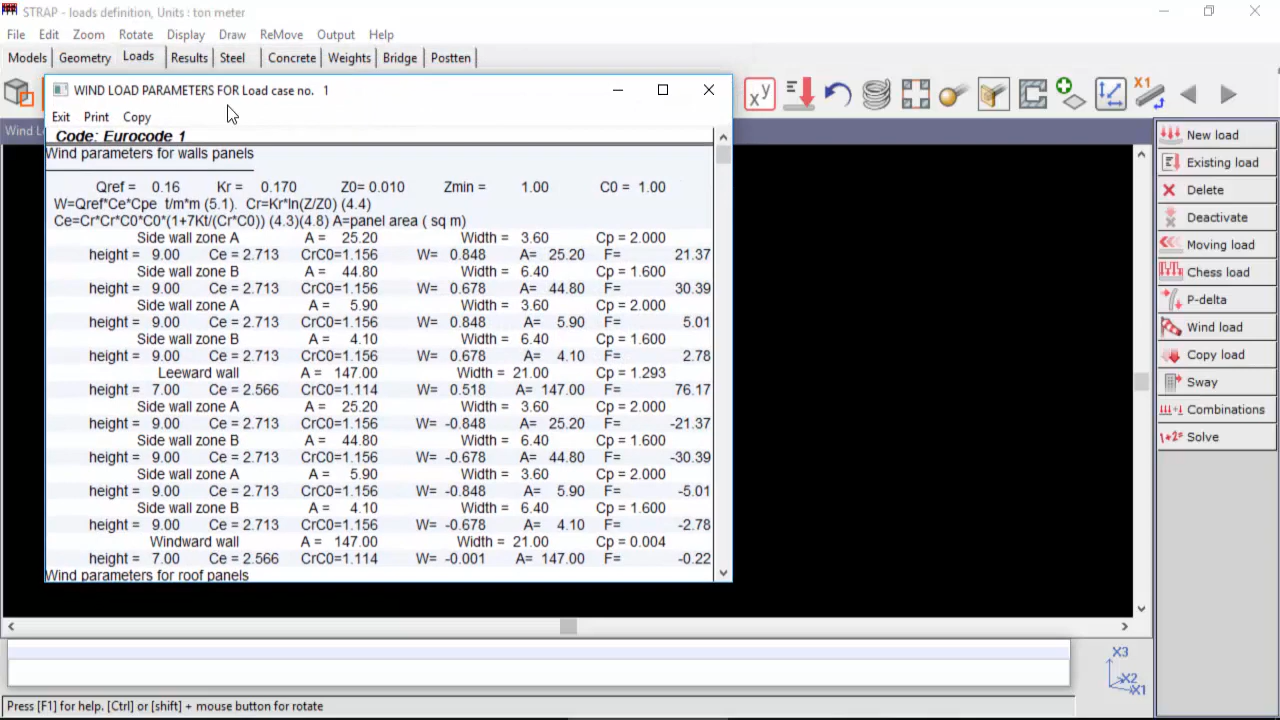 STRAP - loads definition, Units : ton meter
File Edit Zoom Rotate Display Draw ReMove Output Help
Models Geometry Loads Results Steel Concrete Weights Bridge Postten
WIND LOAD PARAMETERS FOR Load case no. 1
Exit Print Copy
Wind L
Code: Eurocode 1
Wind parameters for walls panels
Qref = 0.16 Kr = 0.170 Z0= 0.010 Zmin = 1.00 C0 = 1.00
W=Qref*Ce*Cpe t/m*m (5.1). Cr=Kr*ln(Z/Z0) (4.4)
Ce=Cr*Cr*C0*C0*(1+7Kt/(Cr*C0)) (4.3)(4.8) A=panel area ( sq m)
Side wall zone A A = 25.20 Width = 3.60 Cp = 2.000
height = 9.00 Ce = 2.713 CrC0=1.156 W= 0.848 A= 25.20 F= 21.37
Side wall zone B A = 44.80 Width = 6.40 Cp = 1.600
height = 9.00 Ce = 2.713 CrC0=1.156 W= 0.678 A= 44.80 F= 30.39
Side wall zone A A = 5.90 Width = 3.60 Cp = 2.000
height = 9.00 Ce = 2.713 CrC0=1.156 W= 0.848 A= 5.90 F= 5.01
Side wall zone B A = 4.10 Width = 6.40 Cp = 1.600
height = 9.00 Ce = 2.713 CrC0=1.156 W= 0.678 A= 4.10 F= 2.78
Leeward wall A = 147.00 Width = 21.00 Cp = 1.293
height = 7.00 Ce = 2.566 CrC0=1.114 W= 0.518 A= 147.00 F= 76.17
Side wall zone A A = 25.20 Width = 3.60 Cp = 2.000
height = 9.00 Ce = 2.713 CrC0=1.156 W= -0.848 A= 25.20 F= -21.37
Side wall zone B A = 44.80 Width = 6.40 Cp = 1.600
height = 9.00 Ce = 2.713 CrC0=1.156 W= -0.678 A= 44.80 F= -30.39
Side wall zone A A = 5.90 Width = 3.60 Cp = 2.000
height = 9.00 Ce = 2.713 CrC0=1.156 W= -0.848 A= 5.90 F= -5.01
Side wall zone B A = 4.10 Width = 6.40 Cp = 1.600
height = 9.00 Ce = 2.713 CrC0=1.156 W= -0.678 A= 4.10 F= -2.78
Windward wall A = 147.00 Width = 21.00 Cp = 0.004
height = 7.00 Ce = 2.566 CrC0=1.114 W= -0.001 A= 147.00 F= -0.22
Wind parameters for roof panels
xy
X1
New load
Existing load
Delete
Deactivate
Moving load
Chess load
P-delta
Wind load
Copy load
Sway
Combinations
Solve
X3
X2
X1
Press [F1] for help. [Ctrl] or [shift] + mouse button for rotate